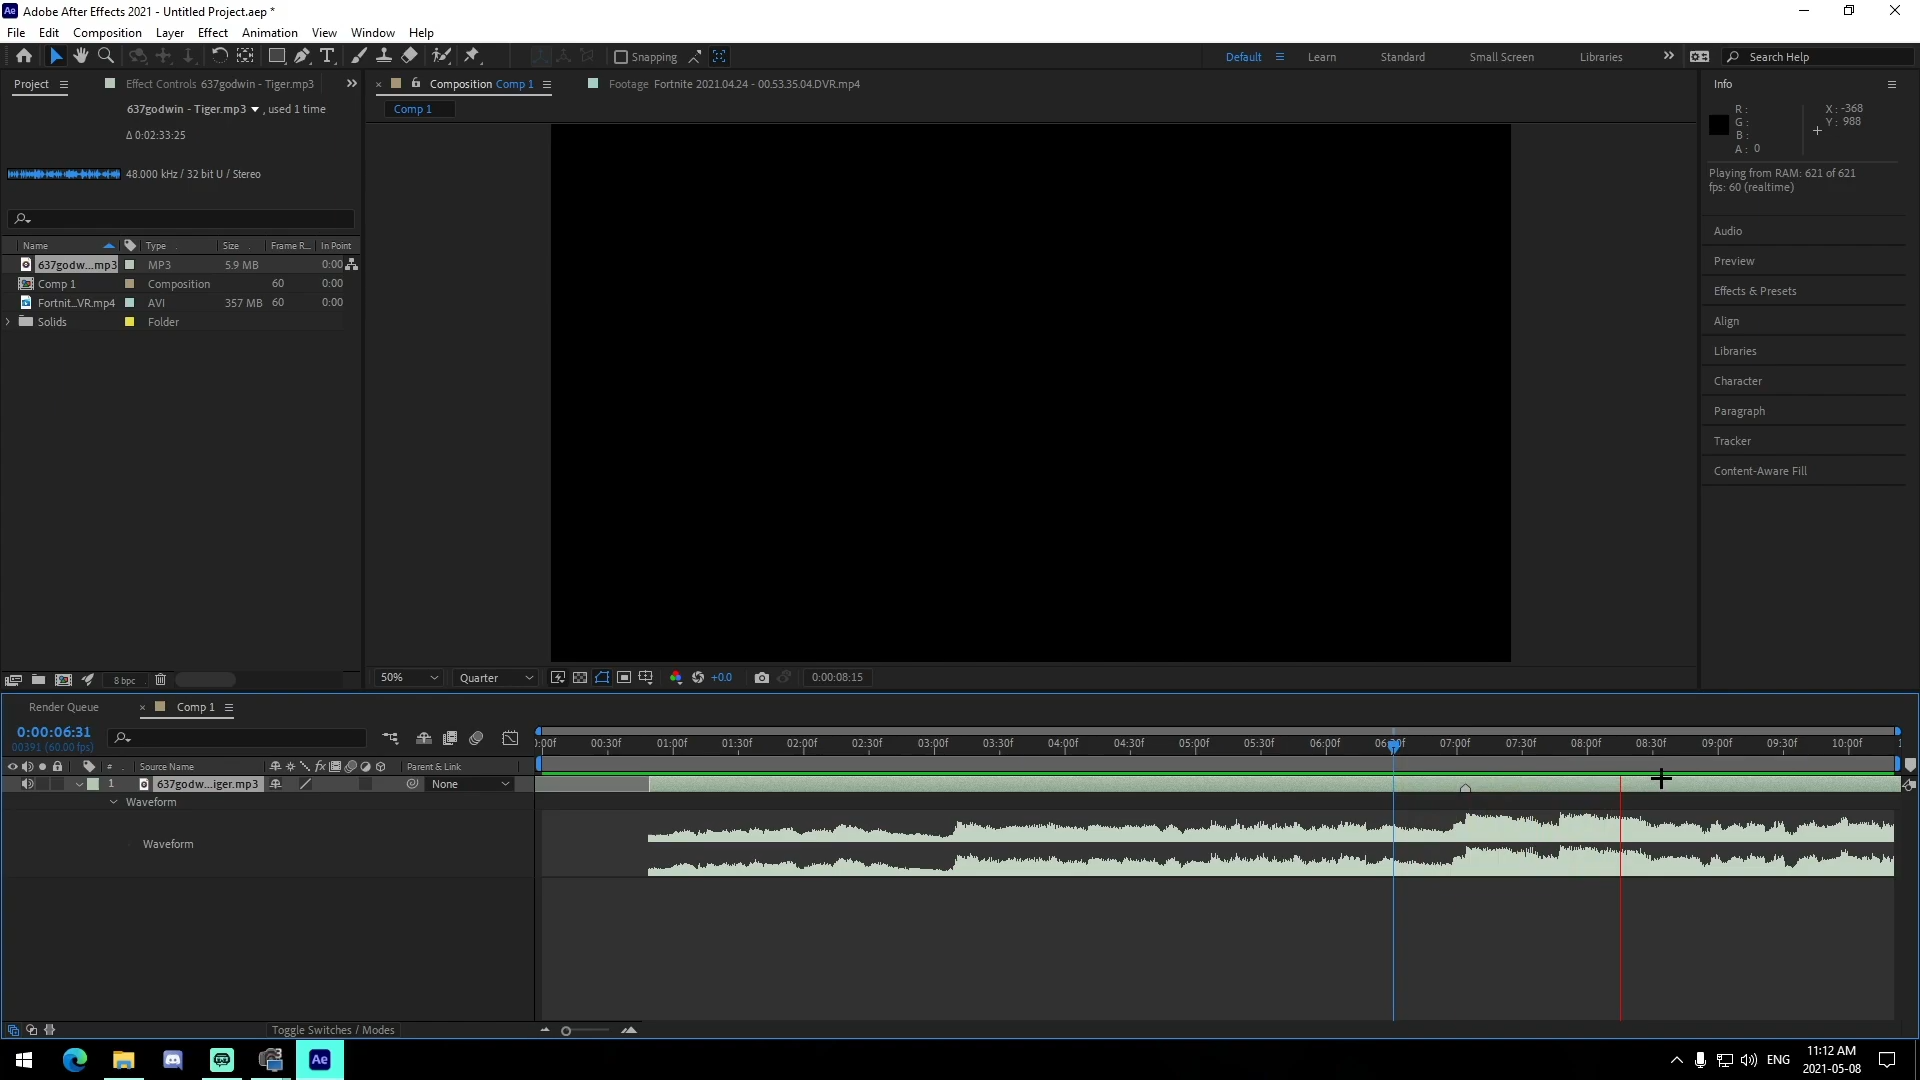 Adobe After Effects 2021 - Untitled Project.aep *
File Edit Composition Layer Effect Animation View Window Help
Snapping
Default Learn Standard Small Screen Libraries Search Help
Project Effect Controls 637godwin - Tiger.mp3
Composition Comp 1 Footage Fortnite 2021.04.24 - 00.53.35.04.DVR.mp4
Info
637godwin - Tiger.mp3 , used 1 time
Δ 0:02:33:25
Comp 1
R :
G :
B :
A : 0
X : -368
Y : 988
48.000 kHz / 32 bit U / Stereo
Playing from RAM: 621 of 621
fps: 60 (realtime)
Name Type Size Frame R... In Point
637godw...mp3 MP3 5.9 MB 0:00
Comp 1 Composition 60 0:00
Fortnit...VR.mp4 AVI 357 MB 60 0:00
Solids Folder
Audio
Preview
Effects & Presets
Align
Libraries
Character
Paragraph
Tracker
Content-Aware Fill
8 bpc
50% Quarter +0.0 0:00:08:15
Render Queue Comp 1
0:00:06:31
00391 (60.00 fps)
):00f 00:30f 01:00f 01:30f 02:00f 02:30f 03:00f 03:30f 04:00f 04:30f 05:00f 05:30f 06:00f 06:30f 07:00f 07:30f 08:00f 08:30f 09:00f 09:30f 10:00f 1
# Source Name fx Parent & Link
1 637godw...iger.mp3 None
Waveform
Waveform
Toggle Switches / Modes
Ae
ENG
11:12 AM
2021-05-08